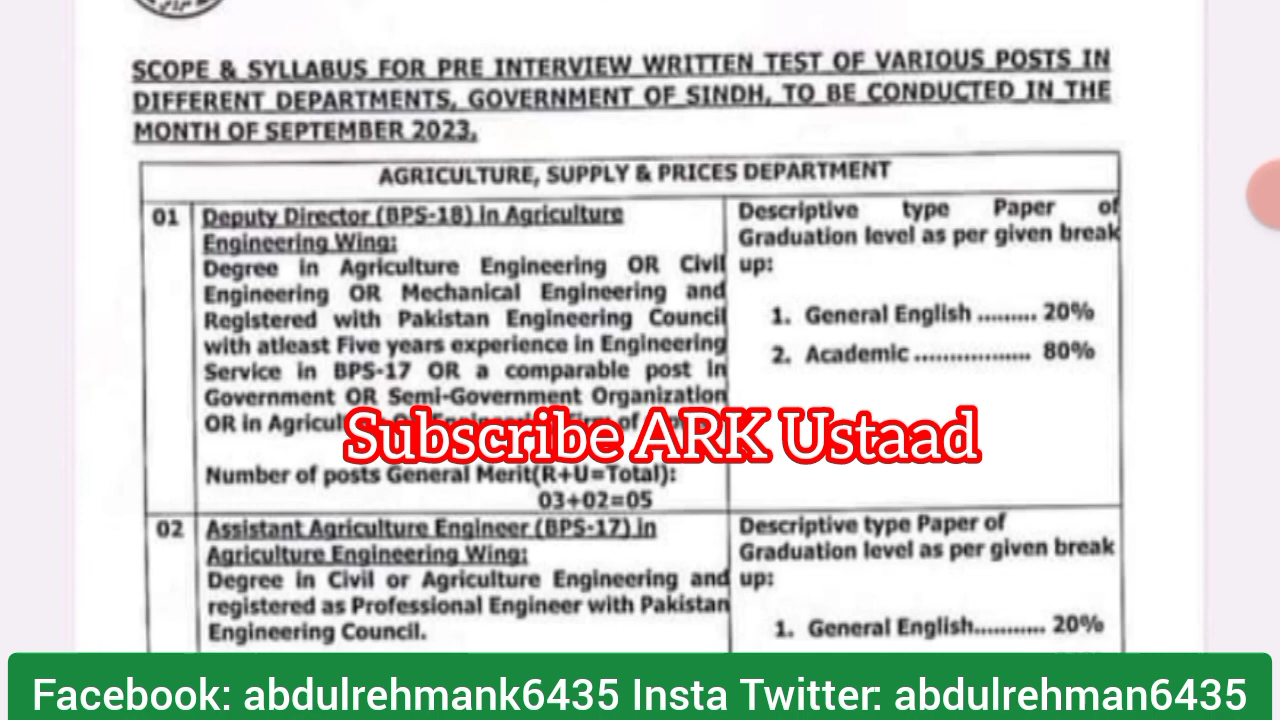 SCOPE & SYLLABUS FOR PRE INTERVIEW WRITTEN TEST OF VARIOUS POSTS IN
DIFFERENT DEPARTMENTS, GOVERNMENT OF SINDH, TO BE CONDUCTED IN THE
MONTH OF SEPTEMBER 2023,
AGRICULTURE, SUPPLY & PRICES DEPARTMENT
01
Deputy Director (BPS-18) in Agriculture
Engineering Wing:
Degree in Agriculture Engineering OR Civil
Engineering OR Mechanical Engineering and
Registered with Pakistan Engineering Council
with atleast Five years experience in Engineering
Service in BPS-17 OR a comparable post in
Government OR Semi-Government Organization
OR in
Number of posts General Merit(R+U=Total):
03+02=05
Descriptive type Paper of
Graduation level as per given break
up:
1. General English ......... 20%
2. Academic ................. 80%
Subscribe ARK Ustaad
02
Assistant Agriculture Engineer (BPS-17) in
Agriculture Engineering Wing:
Degree in Civil or Agriculture Engineering and
registered as Professional Engineer with Pakistan
Engineering Council.
Descriptive type Paper of
Graduation level as per given break
up:
1. General English........... 20%
Facebook: abdulrehmank6435 Insta Twitter: abdulrehman6435